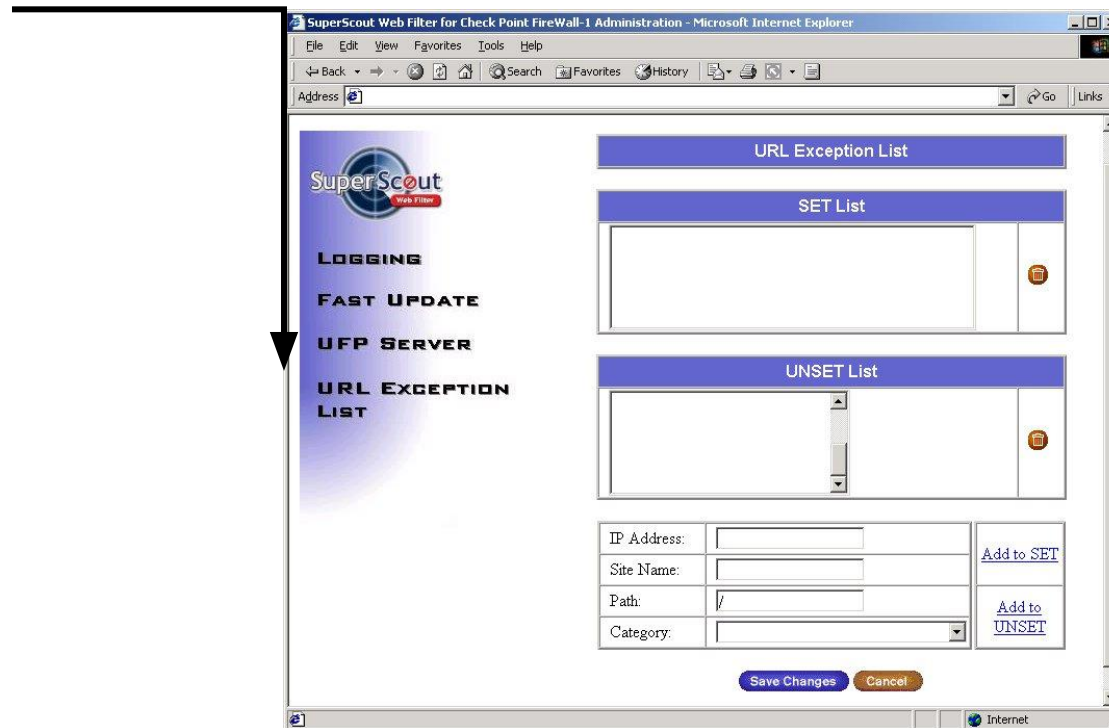 SuperScout Web Filter for Check Point FireWall-1 Administration - Microsoft Internet Explorer
File Edit View Favorites Tools Help
Back Search Favorites History
Address Go Links
SuperScout
Web Filter
LOGGING
FAST UPDATE
UFP SERVER
URL EXCEPTION
LIST
URL Exception List
SET List
UNSET List
IP Address:
Site Name:
Add to SET
Path: /
Category:
Add to
UNSET
Save Changes Cancel
Internet